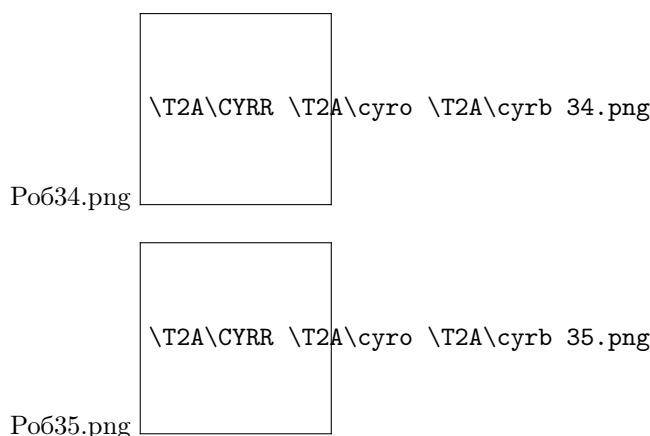 \T2A\CYRR \T2A\cyro \T2A\cyrb 34.png
Роб34.png
\T2A\CYRR \T2A\cyro \T2A\cyrb 35.png
Роб35.png